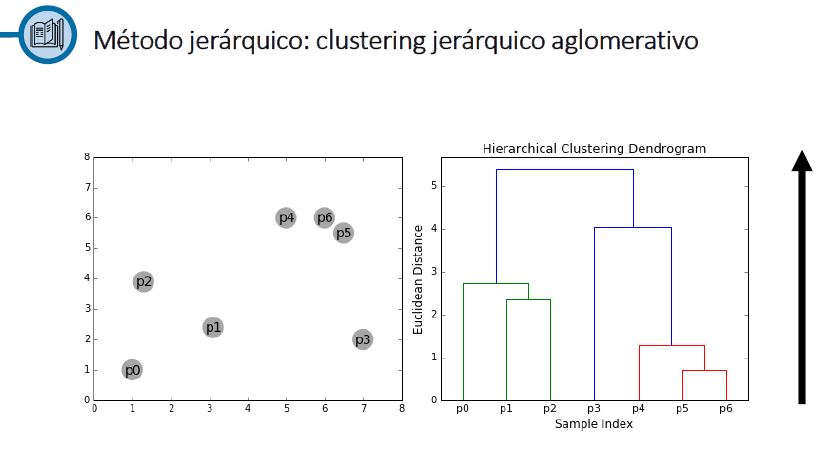 Método jerárquico: clustering jerárquico aglomerativo
8
7
6
5
4
3
2
1
0
0 1 2 3 4 5 6 7 8
p4 p6
p5
p2
p1
p3
p0
Hierarchical Clustering Dendrogram
Euclidean Distance
5
4
3
2
1
0
p0 p1 p2 p3 p4 p5 p6
Sample Index